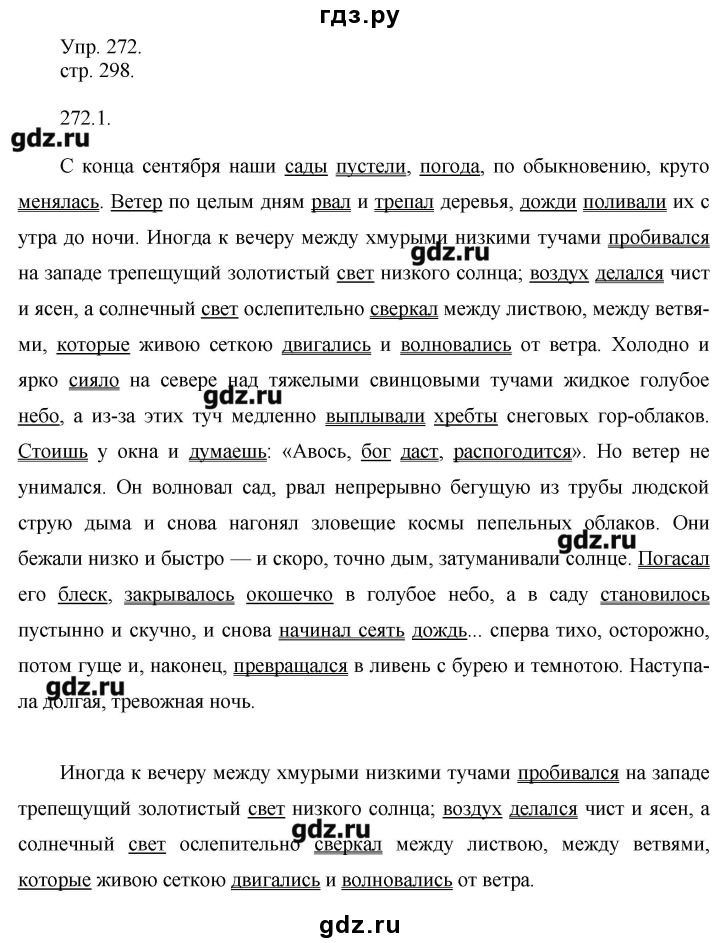 гдз.ру
Упр. 272.
стр. 298.
272.1.
gdz.ru
С конца сентября наши сады пустели, погода, по обыкновению, круто
менялась. Ветер по целым дням рвал и трепал деревья, дожди поливали их с
утра до ночи. Иногда к вечеру между хмурыми низкими тучами пробивался
gdz.ru
на западе трепещущий золотистый свет низкого солнца; воздух делался чист
и ясен, а солнечный свет ослепительно сверкал между листвою, между ветвя-
ми, которые живою сеткою двигались и волновались от ветра. Холодно и
ярко сияло на севере над тяжелыми свинцовыми тучами жидкое голубое
gdz.ru
небо, а из-за этих туч медленно выплывали хребты снеговых гор-облаков.
Стоишь у окна и думаешь: «Авось, бог даст, распогодится». Но ветер не
унимался. Он волновал сад, рвал непрерывно бегущую из трубы людской
струю дыма и снова нагонял зловещие космы пепельных облаков. Они
gdz.ru
бежали низко и быстро — и скоро, точно дым, затуманивали солнце. Погасал
его блеск, закрывалось окошечко в голубое небо, а в саду становилось
пустынно и скучно, и снова начинал сеять дождь... сперва тихо, осторожно,
потом гуще и, наконец, превращался в ливень с бурею и темнотою. Наступа-
gdz.ru
ла долгая, тревожная ночь.
Иногда к вечеру между хмурыми низкими тучами пробивался на западе
трепещущий золотистый свет низкого солнца; воздух делался чист и ясен, а
gdz.ru
солнечный свет ослепительно сверкал между листвою, между ветвями,
которые живою сеткою двигались и волновались от ветра.
gdz.ru